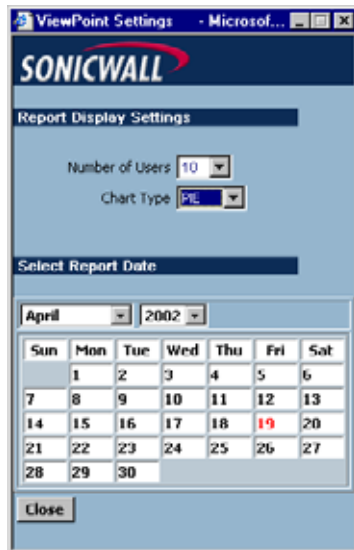 ViewPoint Settings - Microsof...
SONICWALL
Report Display Settings
Number of Users 10
Chart Type PIE
Select Report Date
April 2002
Sun Mon Tue Wed Thu Fri Sat
1 2 3 4 5 6
7 8 9 10 11 12 13
14 15 16 17 18 19 20
21 22 23 24 25 26 27
28 29 30
Close